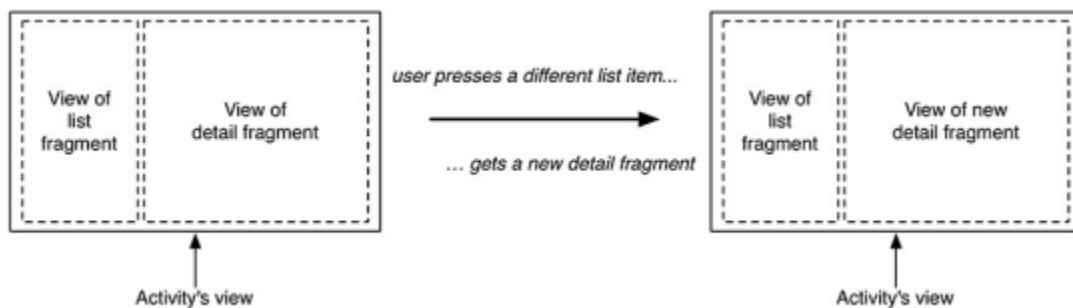 View of
list
fragment
View of
detail fragment
user presses a different list item...
... gets a new detail fragment
View of
list
fragment
View of new
detail fragment
Activity's view
Activity's view